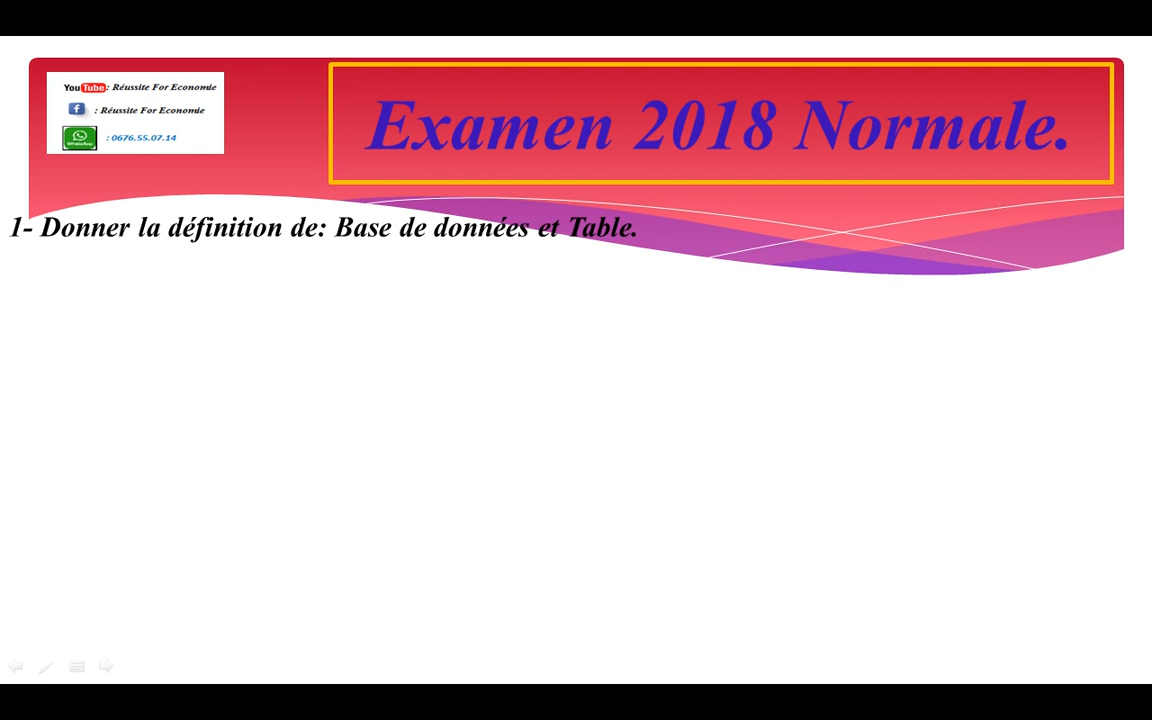 YouTube : Réussite For Economie
f : Réussite For Economie
WhatsApp : 0676.55.07.14
Examen 2018 Normale.
1- Donner la définition de: Base de données et Table.